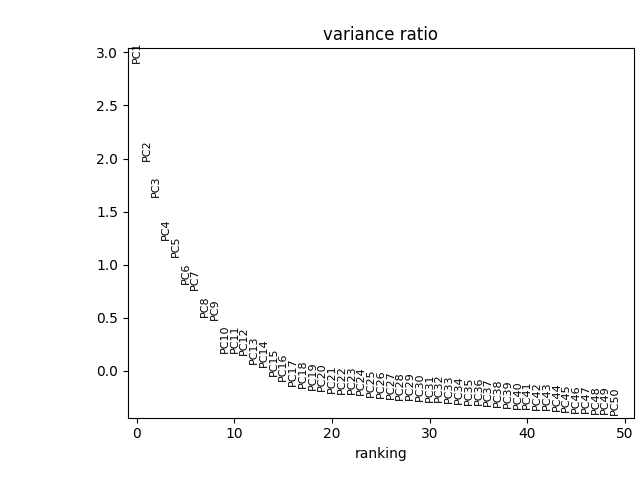 variance ratio
3.0
2.5
2.0
1.5
1.0
0.5
0.0
PC1
PC2
PC3
PC4
PC5
PC6
PC7
PC8
PC9
PC10
PC11
PC12
PC13
PC14
PC15
PC16
PC17
PC18
PC19
PC20
PC21
PC22
PC23
PC24
PC25
PC26
PC27
PC28
PC29
PC30
PC31
PC32
PC33
PC34
PC35
PC36
PC37
PC38
PC39
PC40
PC41
PC42
PC43
PC44
PC45
PC46
PC47
PC48
PC49
PC50
0 10 20 30 40 50
ranking